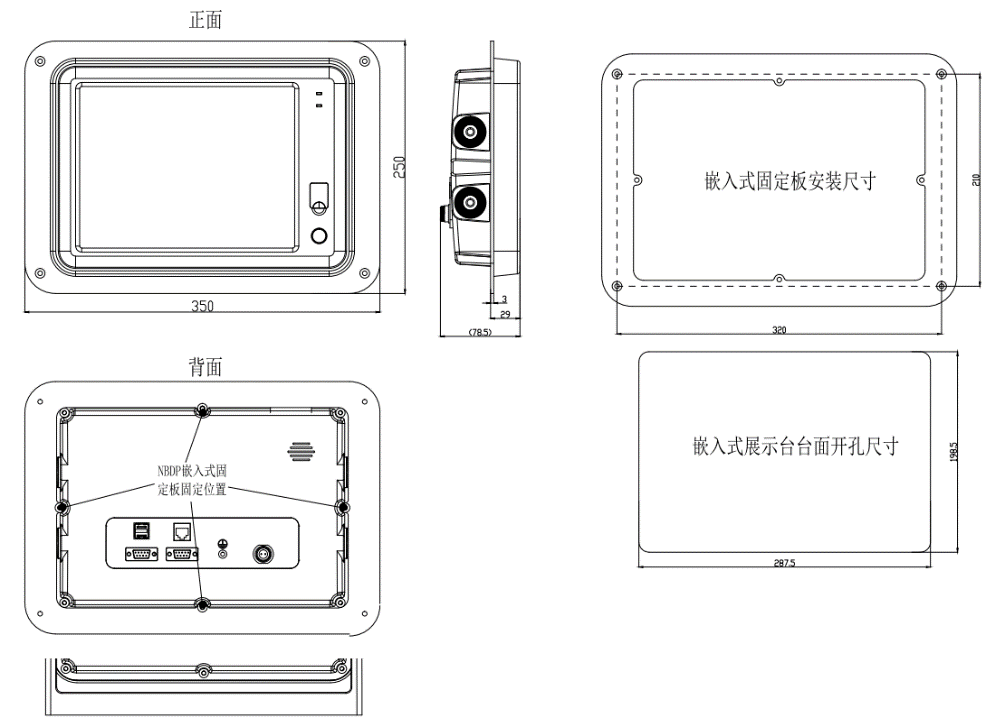 正面
250
350
3
29
(78.5)
嵌入式固定板安装尺寸
210
320
背面
NBDP嵌入式固
定板固定位置
嵌入式展示台台面开孔尺寸
198.5
287.5